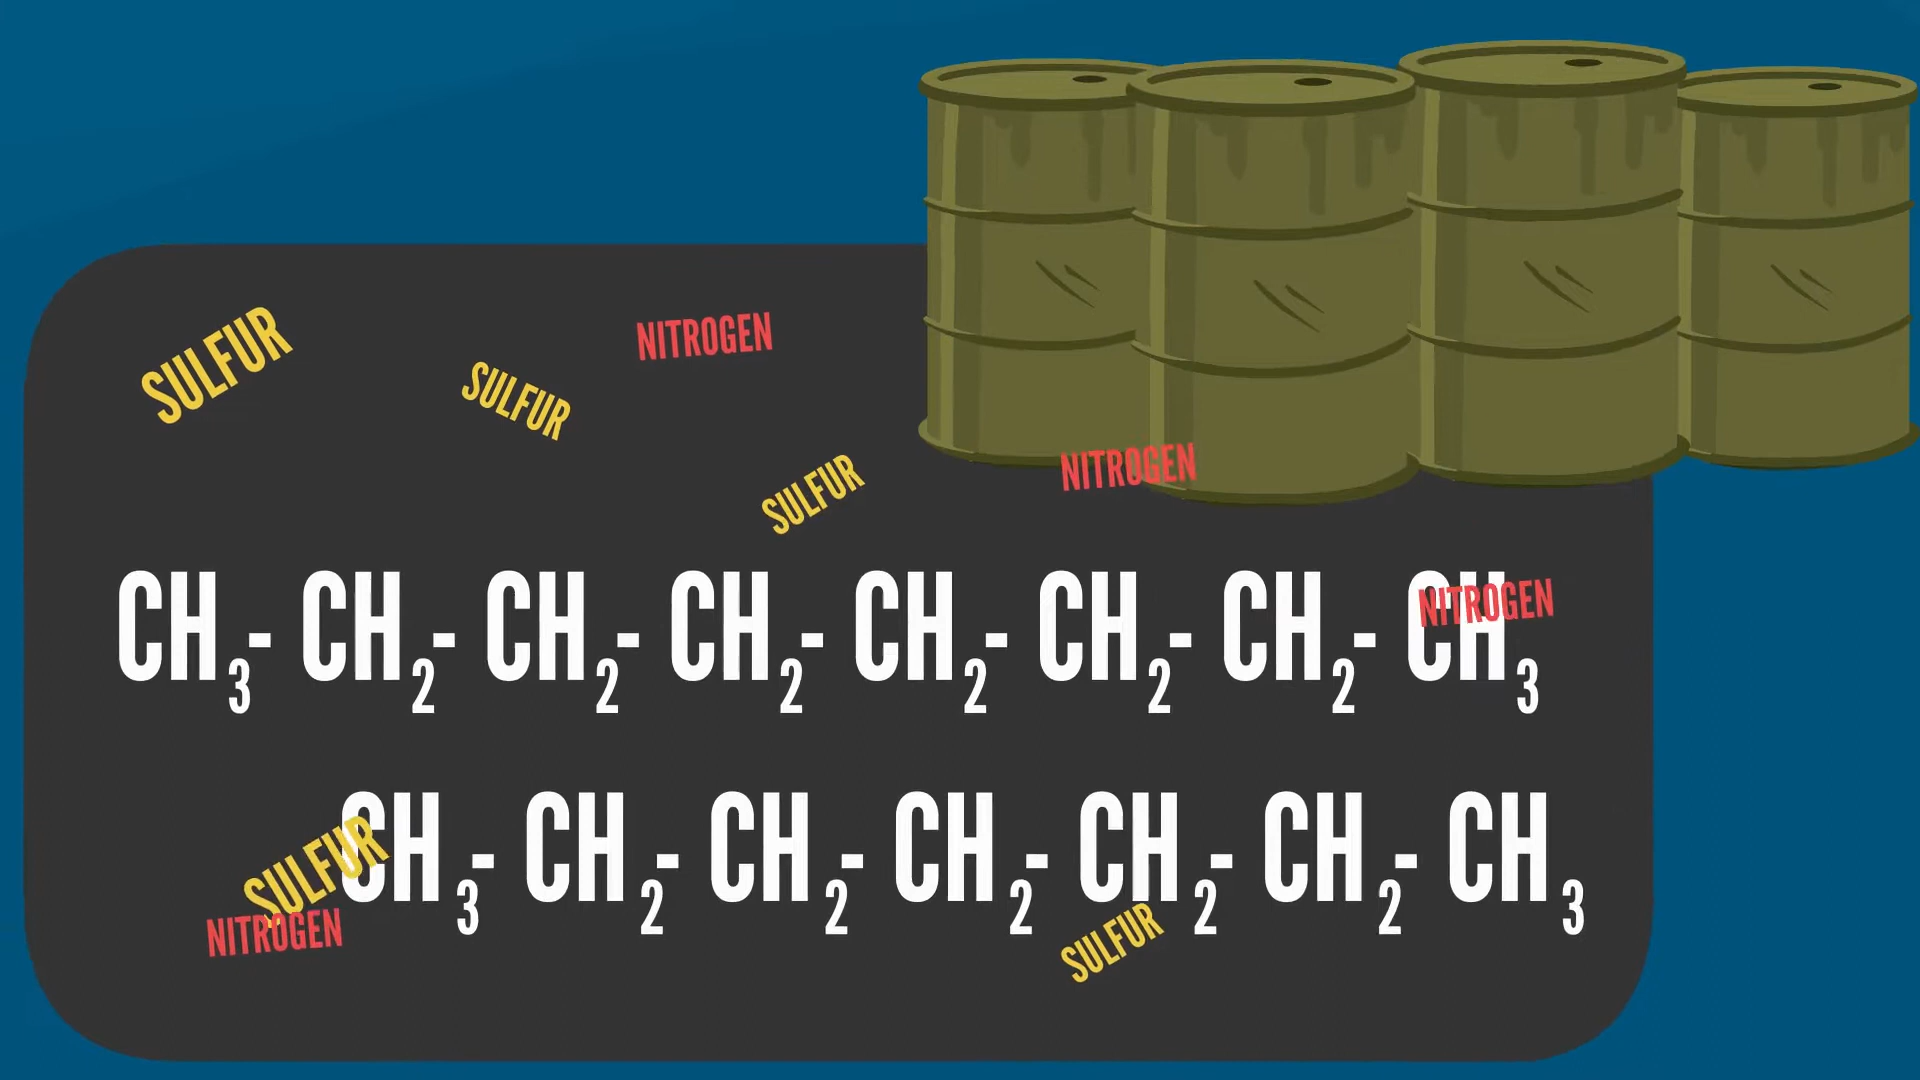 SULFUR
NITROGEN
SULFUR
SULFUR
NITROGEN
NITROGEN
CH₃- CH₂- CH₂- CH₂- CH₂- CH₂- CH₂- CH₃
CH₃- CH₂- CH₂- CH₂- CH₂- CH₂- CH₃
SULFUR
NITROGEN
SULFUR